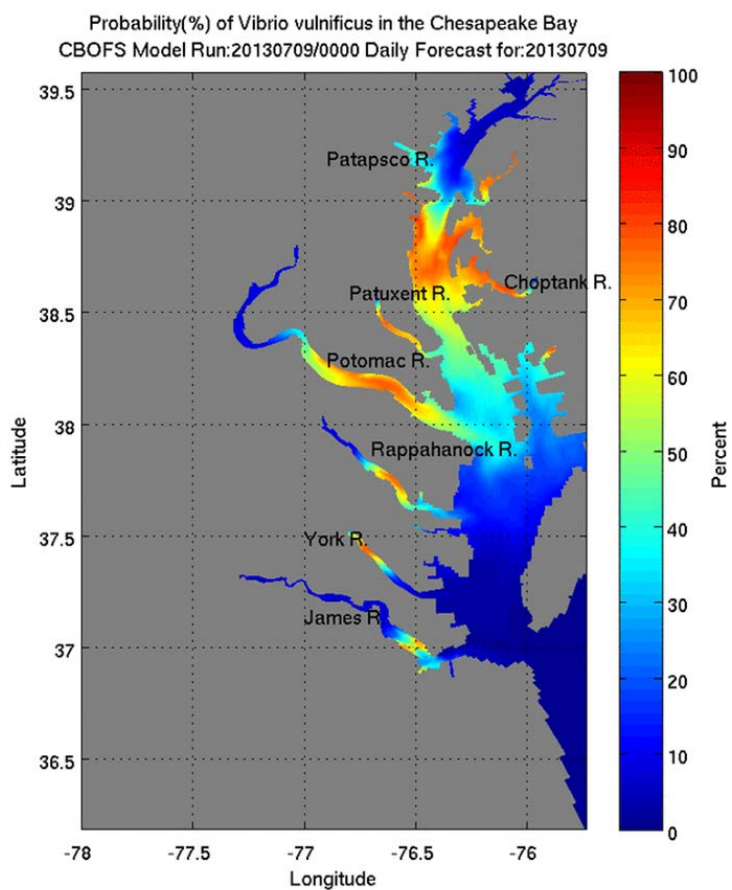 Probability(%) of Vibrio vulnificus in the Chesapeake Bay
CBOFS Model Run:20130709/0000 Daily Forecast for:20130709
39.5
39
38.5
38
37.5
37
36.5
Latitude
Patapsco R.
Choptank R.
Patuxent R.
Potomac R.
Rappahanock R.
York R.
James R
-78
-77.5
-77
-76.5
-76
Longitude
100
90
80
70
60
50
40
30
20
10
0
Percent